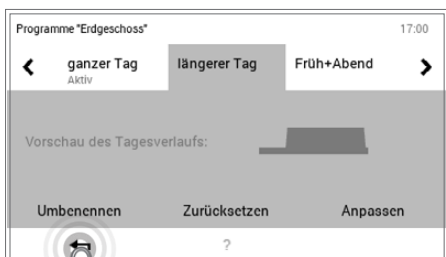 Programme "Erdgeschoss" 17:00
ganzer Tag längerer Tag Früh+Abend
Aktiv
Vorschau des Tagesverlaufs:
Umbenennen Zurücksetzen Anpassen
?